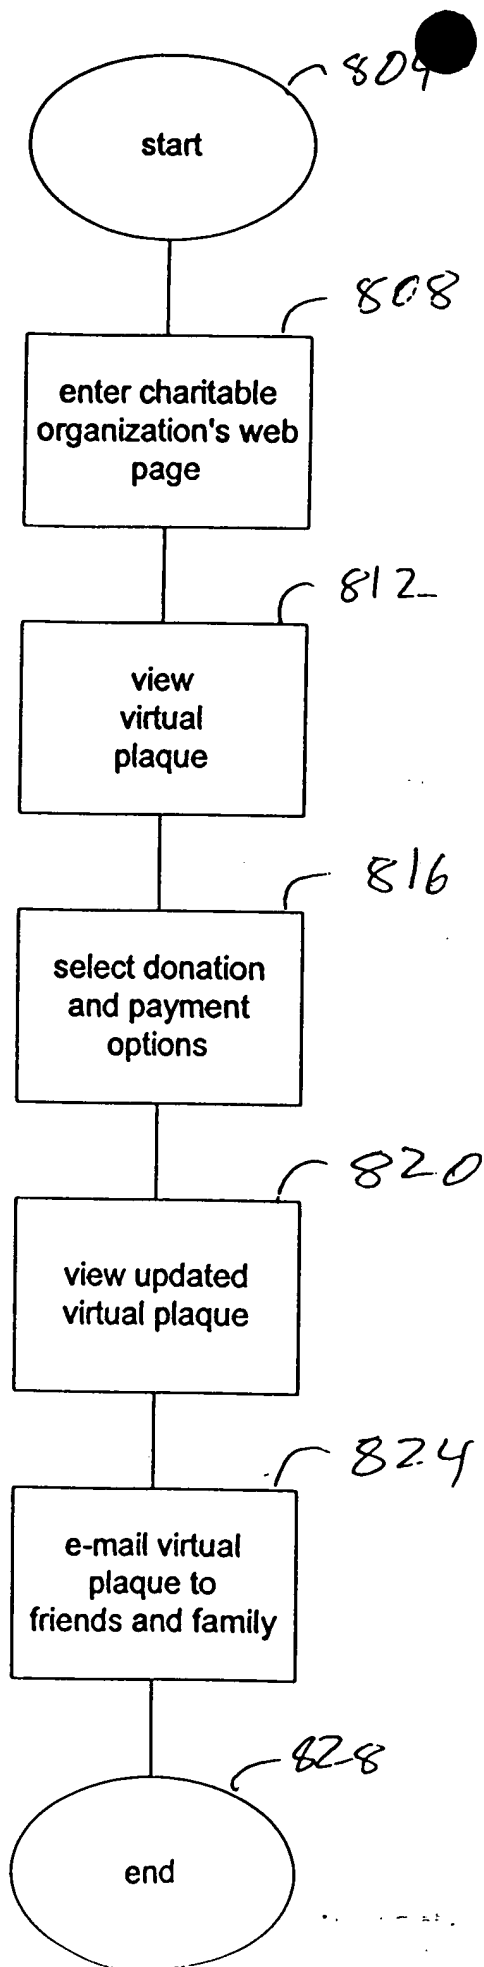 804
start
808
enter charitable
organization's web
page
812
view
virtual
plaque
816
select donation
and payment
options
820
view updated
virtual plaque
824
e-mail virtual
plaque to
friends and family
828
end